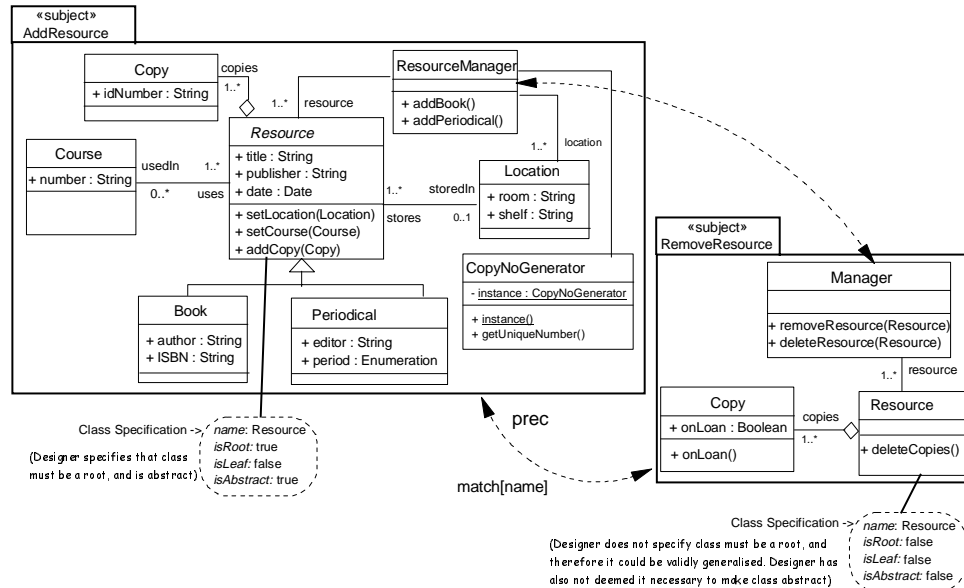 «subject»
AddResource
Copy
+ idNumber : String
copies
1..*
1..*
resource
ResourceManager
+ addBook()
+ addPeriodical()
Course
+ number : String
usedIn
1..*
0..*
uses
Resource
+ title : String
+ publisher : String
+ date : Date
+ setLocation(Location)
+ setCourse(Course)
+ addCopy(Copy)
1..*
storedIn
stores
0..1
1..*
location
Location
+ room : String
+ shelf : String
CopyNoGenerator
- instance : CopyNoGenerator
+ instance()
+ getUniqueNumber()
Book
+ author : String
+ ISBN : String
Periodical
+ editor : String
+ period : Enumeration
«subject»
RemoveResource
Manager
+ removeResource(Resource)
+ deleteResource(Resource)
1..*
resource
Copy
+ onLoan : Boolean
+ onLoan()
copies
1..*
Resource
+ deleteCopies()
prec
match[name]
Class Specification ->
(Designer specifies that class
must be a root, and is abstract)
name: Resource
isRoot: true
isLeaf: false
isAbstract: true
Class Specification ->
(Designer does not specify class must be a root, and
therefore it could be validly generalised. Designer has
also not deemed it necessary to make class abstract)
name: Resource
isRoot: false
isLeaf: false
isAbstract: false